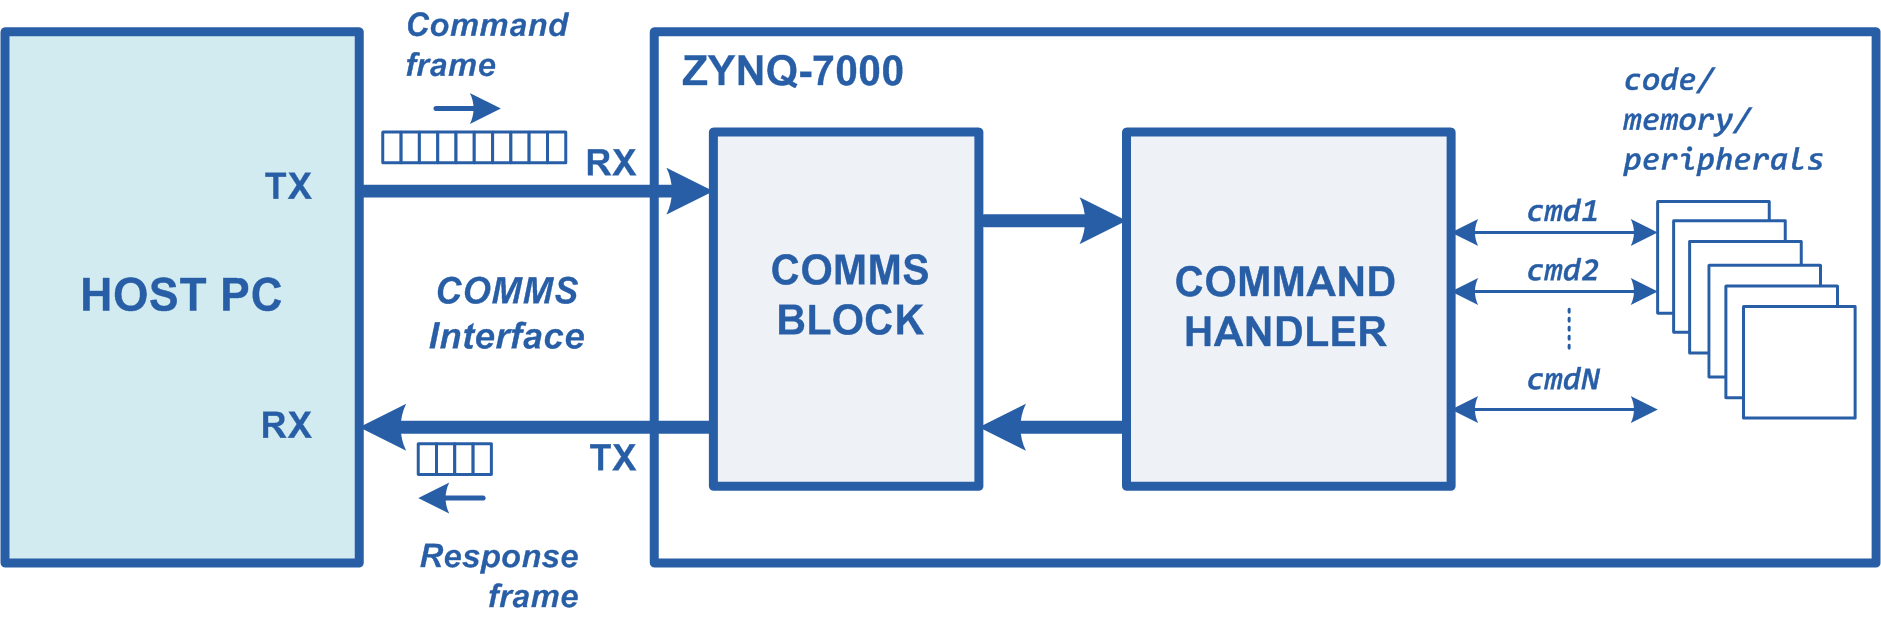 Command
frame
ZYNQ-7000
code/
memory/
peripherals
TX
RX
HOST PC
COMMS
Interface
COMMS
BLOCK
COMMAND
HANDLER
cmd1
cmd2
cmdN
RX
TX
Response
frame